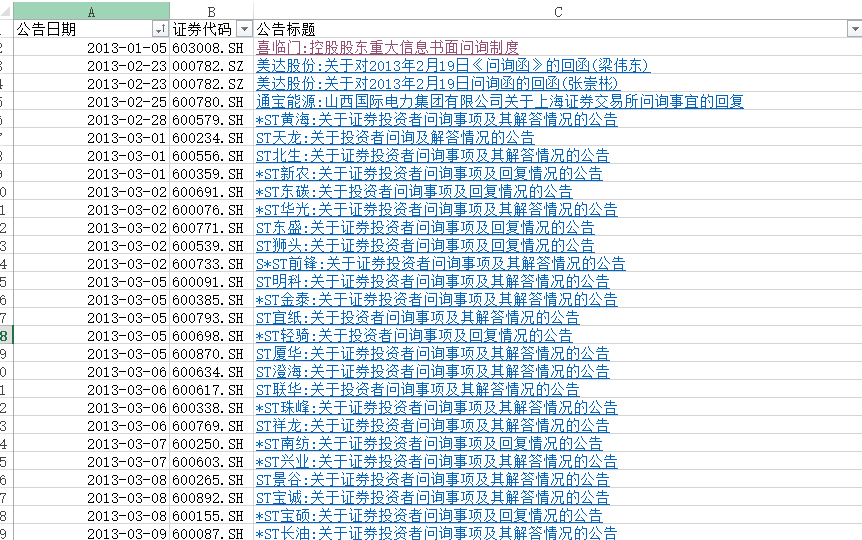 A B C
公告日期 证券代码 公告标题
2 2013-01-05 603008.SH 喜临门:控股股东重大信息书面问询制度
3 2013-02-23 000782.SZ 美达股份:关于对2013年2月19日《问询函》的回函(梁伟东)
4 2013-02-23 000782.SZ 美达股份:关于对2013年2月19日问询函的回函(张崇彬)
5 2013-02-25 600780.SH 通宝能源:山西国际电力集团有限公司关于上海证券交易所问询事宜的回复
6 2013-02-28 600579.SH *ST黄海:关于证券投资者问询事项及其解答情况的公告
7 2013-03-01 600234.SH ST天龙:关于投资者问询及解答情况的公告
8 2013-03-01 600556.SH ST北生:关于证券投资者问询事项及其解答情况的公告
9 2013-03-01 600359.SH *ST新农:关于证券投资者问询事项及回复情况的公告
0 2013-03-02 600691.SH *ST东碳:关于投资者问询事项及回复情况的公告
1 2013-03-02 600076.SH *ST华光:关于证券投资者问询事项及其解答情况的公告
2 2013-03-02 600771.SH ST东盛:关于证券投资者问询事项及回复情况的公告
3 2013-03-02 600539.SH ST狮头:关于证券投资者问询事项及回复情况的公告
4 2013-03-02 600733.SH S*ST前锋:关于证券投资者问询事项及其解答情况的公告
5 2013-03-05 600091.SH ST明科:关于证券投资者问询事项及其解答情况的公告
6 2013-03-05 600385.SH *ST金泰:关于证券投资者问询事项及其解答情况的公告
7 2013-03-05 600793.SH ST宜纸:关于投资者问询事项及其解答情况的公告
8 2013-03-05 600698.SH *ST轻骑:关于投资者问询事项及回复情况的公告
9 2013-03-05 600870.SH ST厦华:关于证券投资者问询事项及其解答情况的公告
0 2013-03-06 600634.SH ST澄海:关于证券投资者问询事项及其解答情况的公告
1 2013-03-06 600617.SH ST联华:关于投资者问询事项及其解答情况的公告
2 2013-03-06 600338.SH *ST珠峰:关于证券投资者问询事项及其解答情况的公告
3 2013-03-06 600769.SH ST祥龙:关于证券投资者问询事项及其解答情况的公告
4 2013-03-07 600250.SH *ST南纺:关于证券投资者问询事项及回复情况的公告
5 2013-03-07 600603.SH *ST兴业:关于证券投资者问询事项及其解答情况的公告
6 2013-03-08 600265.SH ST景谷:关于证券投资者问询事项及其解答情况的公告
7 2013-03-08 600892.SH ST宝诚:关于证券投资者问询事项及其解答情况的公告
8 2013-03-08 600155.SH *ST宝硕:关于证券投资者问询事项及回复情况的公告
9 2013-03-09 600087.SH *ST长油:关于证券投资者问询事项及其解答情况的公告